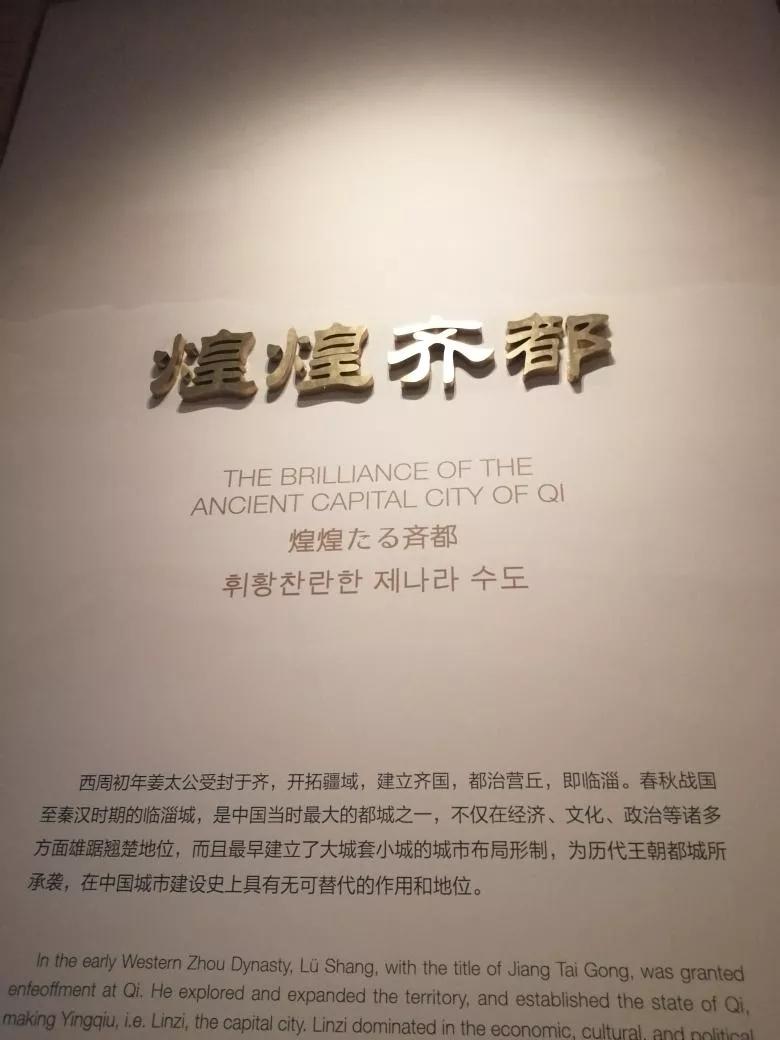 煌煌齐都
THE BRILLIANCE OF THE
ANCIENT CAPITAL CITY OF QI
煌煌たる斉都
휘황찬란한 제나라 수도
西周初年姜太公受封于齐，开拓疆域，建立齐国，都治营丘，即临淄。春秋战国
至秦汉时期的临淄城，是中国当时最大的都城之一，不仅在经济、文化、政治等诸多
方面雄踞翘楚地位，而且最早建立了大城套小城的城市布局形制，为历代王朝都城所
承袭，在中国城市建设史上具有无可替代的作用和地位。
In the early Western Zhou Dynasty, Lü Shang, with the title of Jiang Tai Gong, was granted
enfeoffment at Qi. He explored and expanded the territory, and established the state of Qi,
making Yingqiu, i.e. Linzi, the capital city. Linzi dominated in the economic, cultural, and political